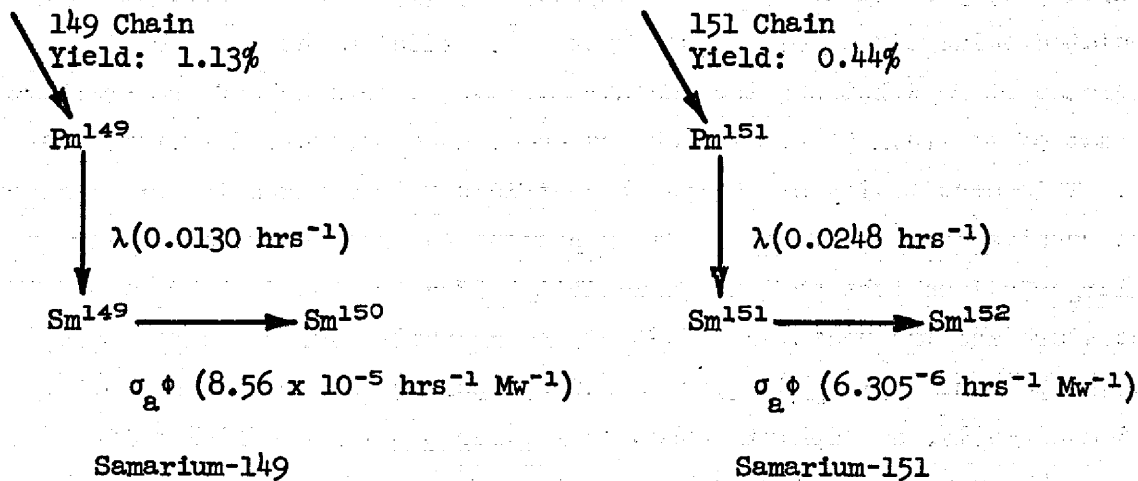 149 Chain
Yield: 1.13%
Pm¹⁴⁹
λ(0.0130 hrs⁻¹)
Sm¹⁴⁹
Sm¹⁵⁰
σₐ ϕ (8.56 x 10⁻⁵ hrs⁻¹ Mw⁻¹)
Samarium-149
151 Chain
Yield: 0.44%
Pm¹⁵¹
λ(0.0248 hrs⁻¹)
Sm¹⁵¹
Sm¹⁵²
σₐ ϕ (6.305⁻⁶ hrs⁻¹ Mw⁻¹)
Samarium-151